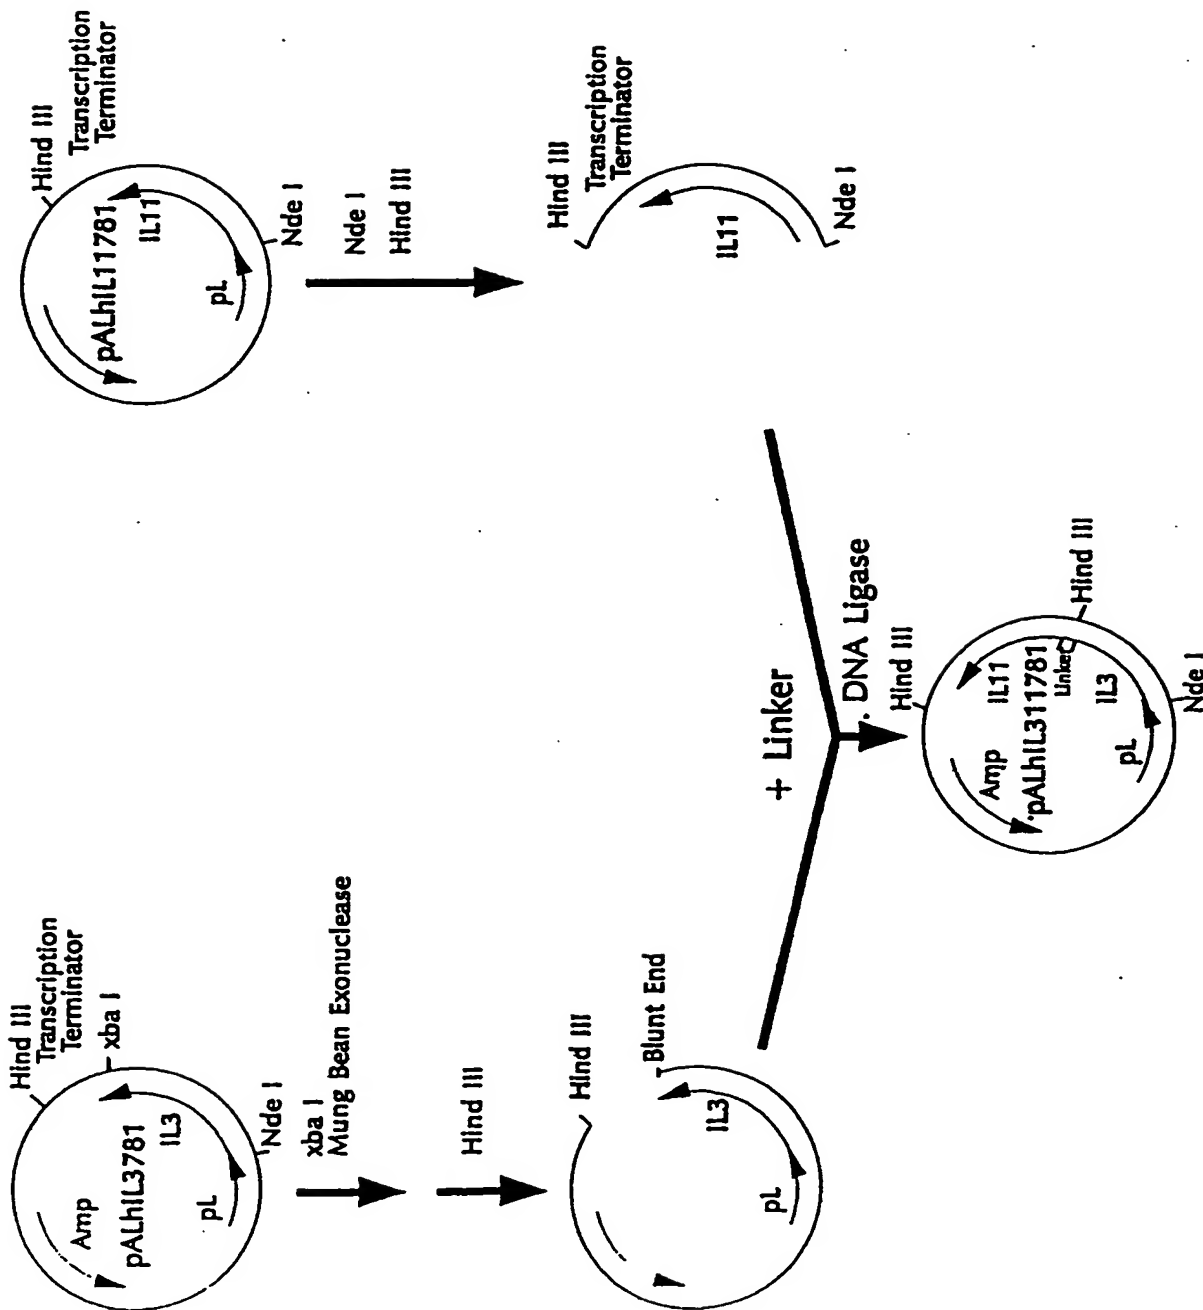 Hind III
Transcription
Terminator
xba I
Amp
pALhIL3781
IL3
pL
Nde I
xba I
Mung Bean Exonuclease
Hind III
Hind III
Blunt End
IL3
pL
Hind III
Transcription
Terminator
pALhIL11781
IL11
pL
Nde I
Nde I
Hind III
Hind III
Transcription
Terminator
IL11
Nde I
+ Linker
DNA Ligase
Hind III
Amp
IL11
pALhIL311781
Linker
Hind III
IL3
pL
Nde I